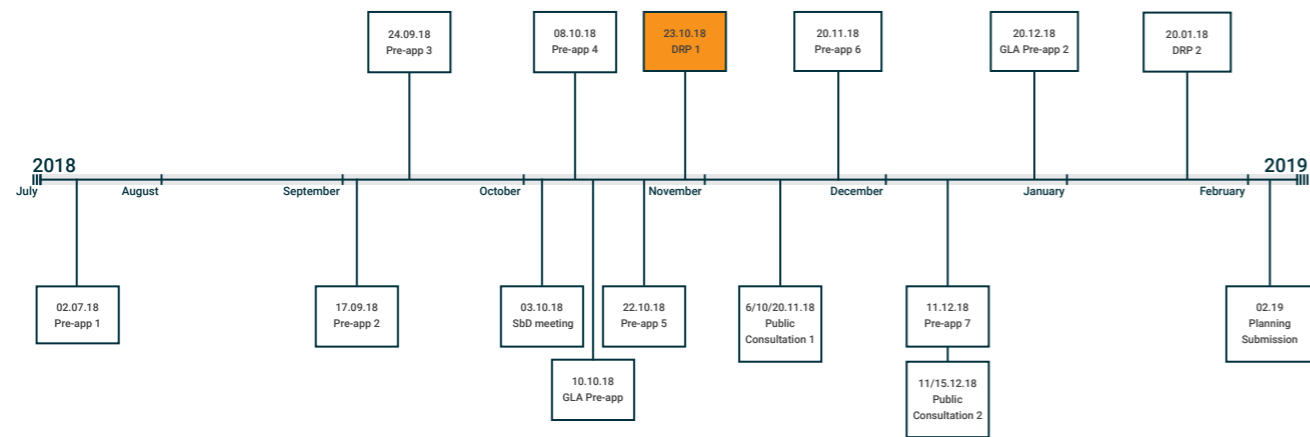 24.09.18
Pre-app 3
08.10.18
Pre-app 4
23.10.18
DRP 1
20.11.18
Pre-app 6
20.12.18
GLA Pre-app 2
20.01.18
DRP 2
2018
2019
July
August
September
October
November
December
January
February
02.07.18
Pre-app 1
17.09.18
Pre-app 2
03.10.18
SbD meeting
22.10.18
Pre-app 5
6/10/20.11.18
Public
Consultation 1
11.12.18
Pre-app 7
02.19
Planning
Submission
10.10.18
GLA Pre-app
11/15.12.18
Public
Consultation 2